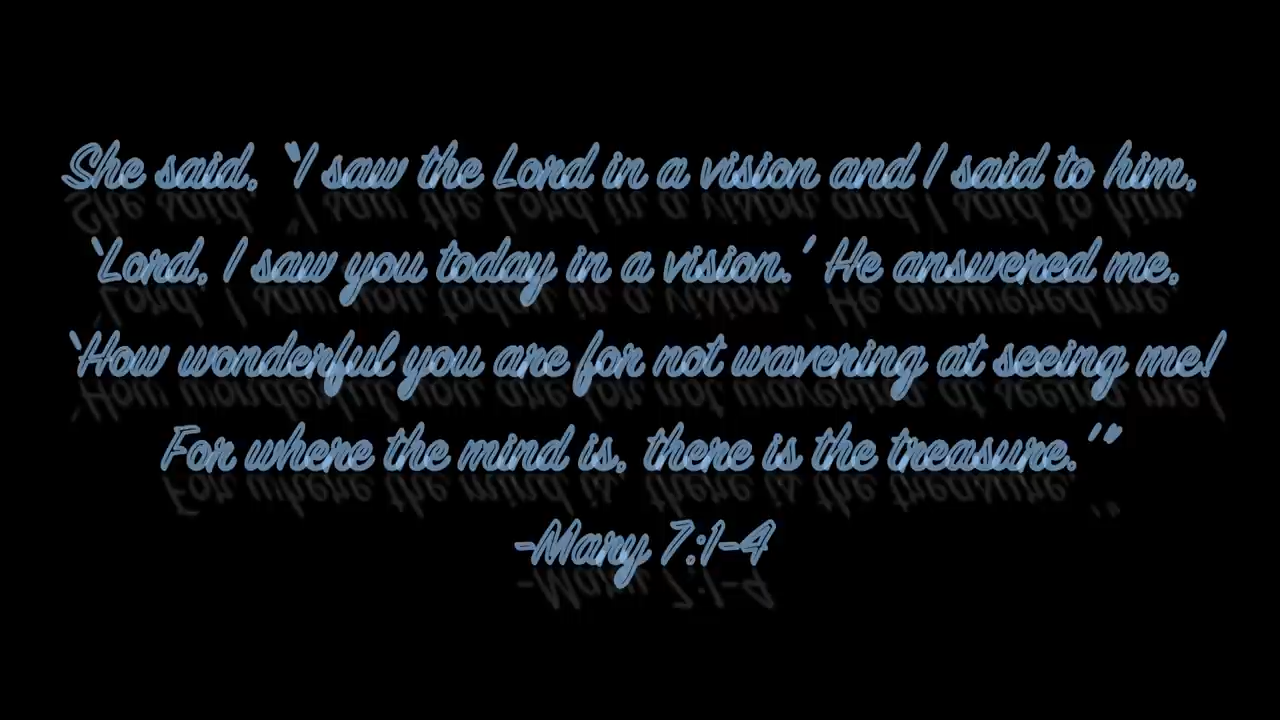 She said, “I saw the Lord in a vision and I said to him,
‘Lord, I saw you today in a vision.’ He answered me,
‘How wonderful you are for not wavering at seeing me!
For where the mind is, there is the treasure.’”
-Mary 7:1-4